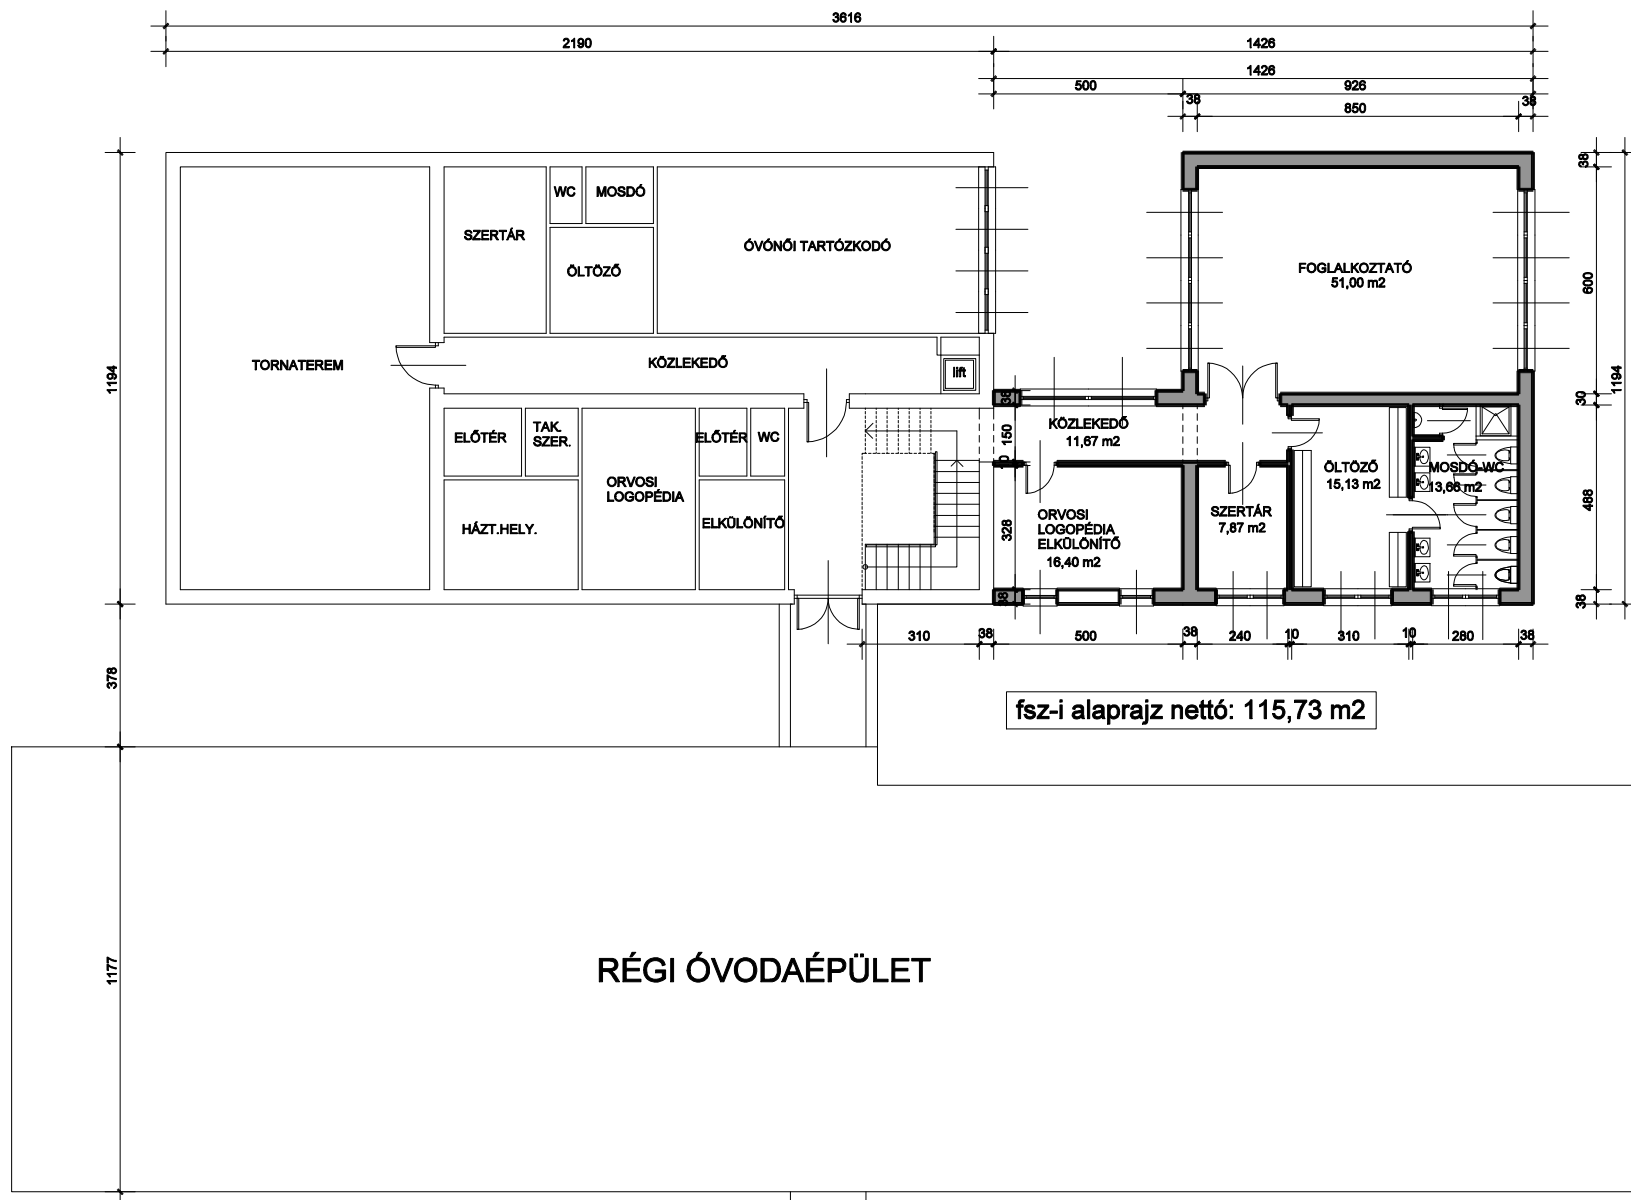 3616
2190
1426
1426
500
926
38
38
850
38
WC
MOSDÓ
SZERTÁR
ÓVÓNŐI TARTÓZKODÓ
ÖLTÖZŐ
FOGLALKOZTATÓ
51,00 m2
600
TORNATEREM
KÖZLEKEDŐ
lift
1194
1194
30
38
ELŐTÉR
TAK.
SZER.
ELŐTÉR
WC
150
KÖZLEKEDŐ
11,67 m2
10
ORVOSI
LOGOPÉDIA
ÖLTÖZŐ
15,13 m2
MOSDÓ-WC
13,66 m2
488
HÁZT.HELY.
ELKÜLÖNÍTŐ
328
ORVOSI
LOGOPÉDIA
ELKÜLÖNÍTŐ
16,40 m2
SZERTÁR
7,87 m2
38
38
310
38
500
38
240
10
310
10
280
38
378
fsz-i alaprajz nettó: 115,73 m2
1177
RÉGI ÓVODAÉPÜLET